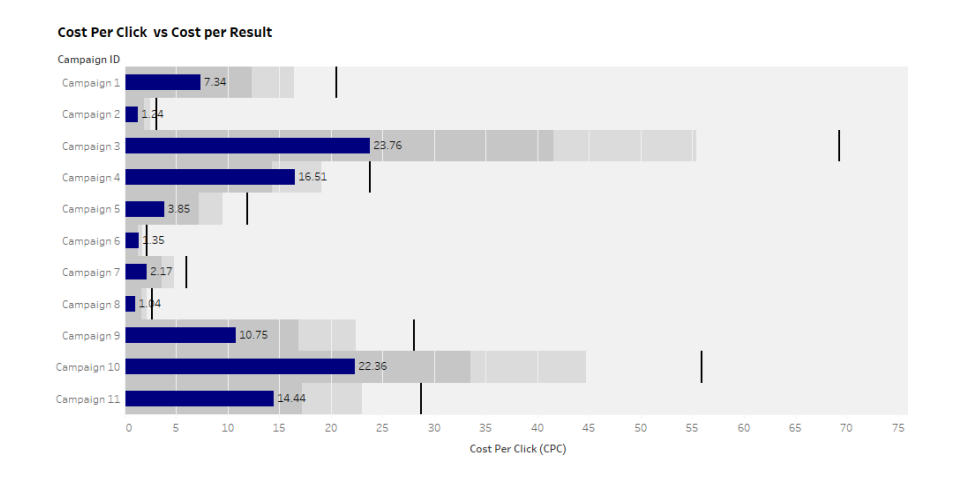 Cost Per Click  vs Cost per Result
Campaign ID
Campaign 1 7.34
Campaign 2 1.24
Campaign 3 23.76
Campaign 4 16.51
Campaign 5 3.85
Campaign 6 1.35
Campaign 7 2.17
Campaign 8 1.04
Campaign 9 10.75
Campaign 10 22.36
Campaign 11 14.44
0 5 10 15 20 25 30 35 40 45 50 55 60 65 70 75
Cost Per Click (CPC)